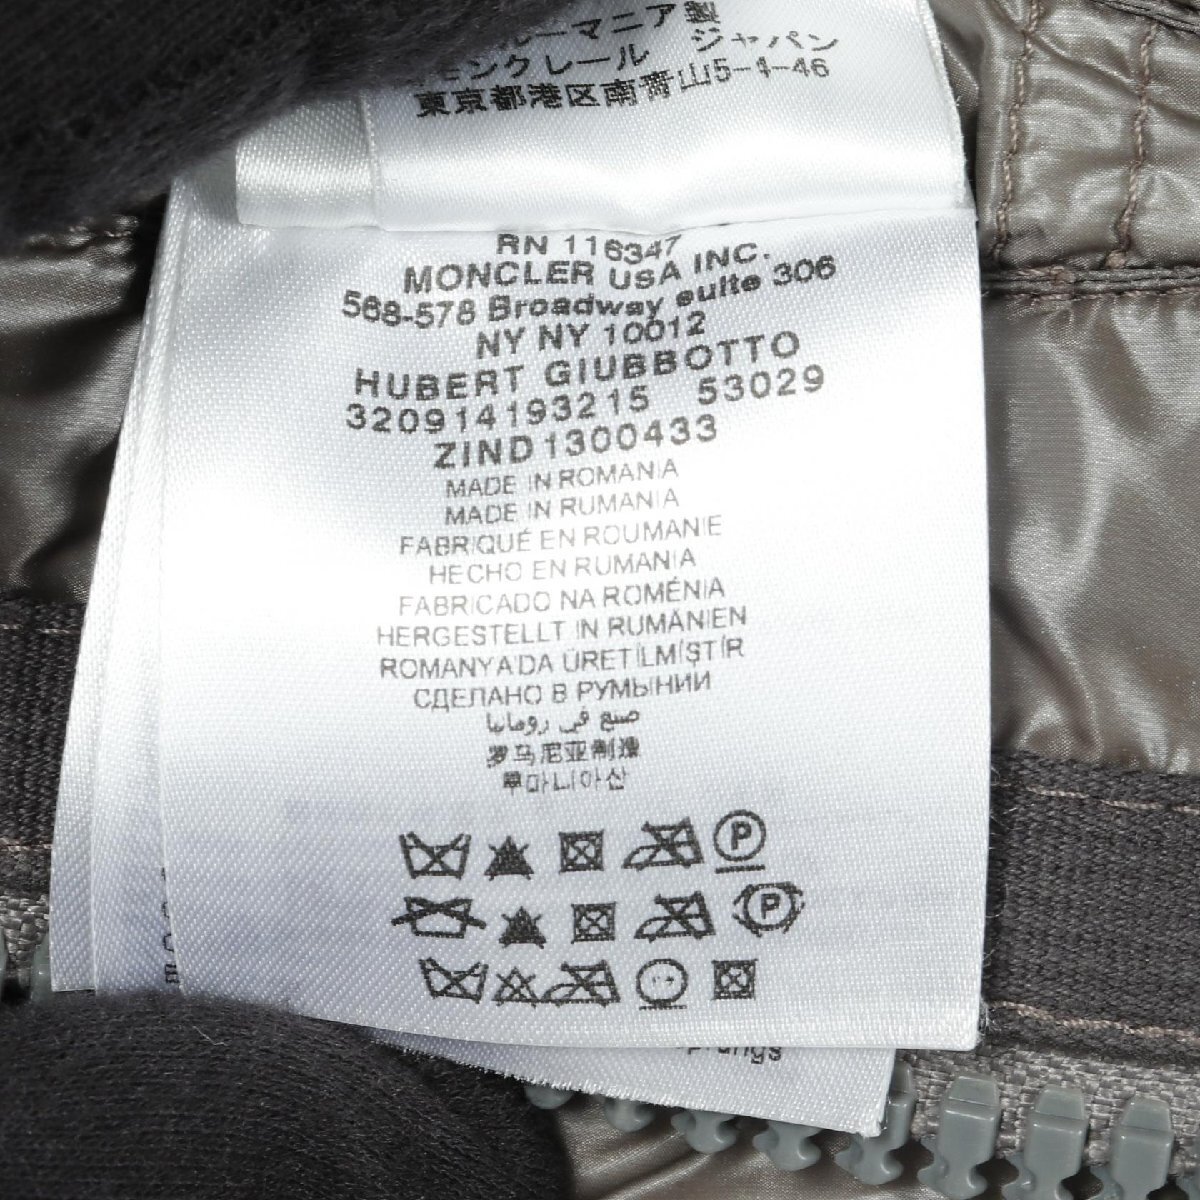 ルーマニア製
モンクレール ジャパン
東京都港区南青山5-4-46
RN 116347
MONCLER USA INC.
568-578 Broadway suite 306
NY NY 10012
HUBERT GIUBBOTTO
320914193215 53029
ZIND1300433
MADE IN ROMANIA
MADE IN RUMANIA
FABRIQUÉ EN ROUMANIE
HECHO EN RUMANIA
FABRICADO NA ROMÉNIA
HERGESTELLT IN RUMÄNIEN
ROMANYADA ÜRETİLMİŞTİR
СДЕЛАНО В РУМЫНИИ
صنع في رومانيا
罗马尼亚制造
루마니아산
P
P